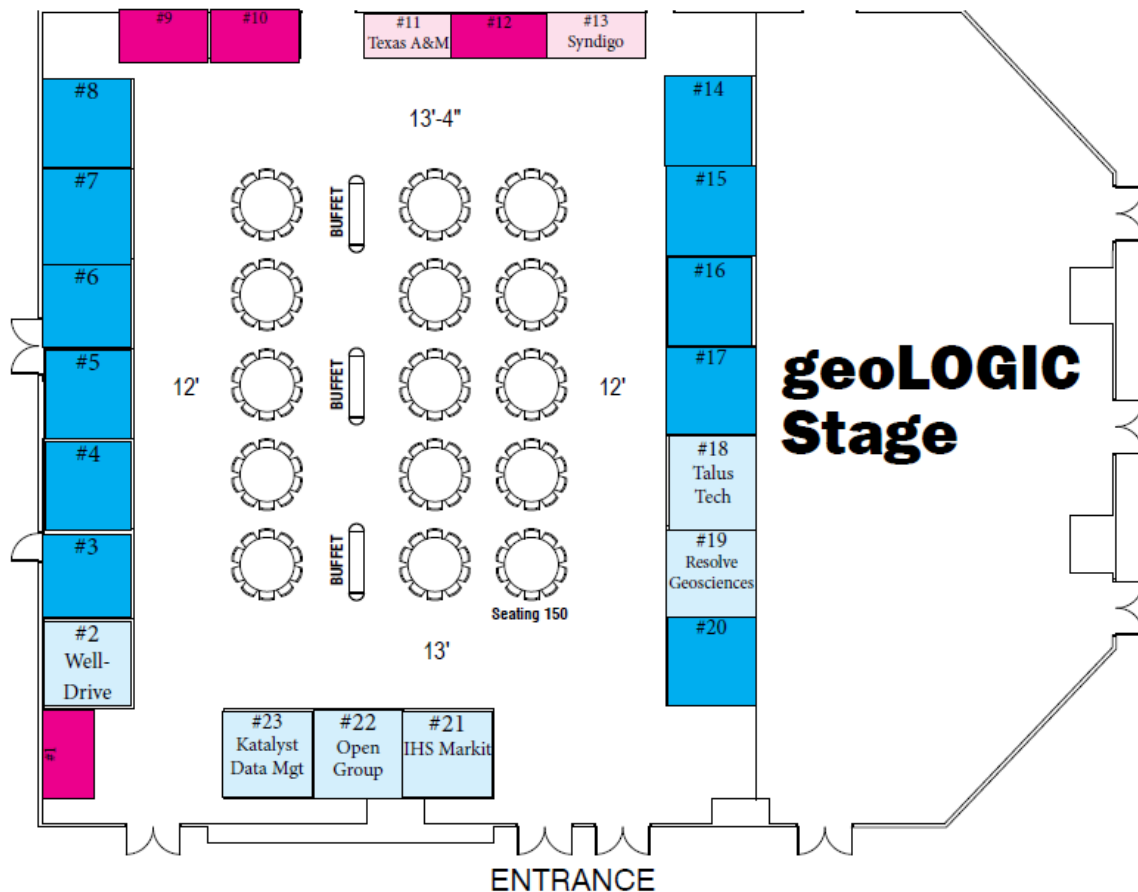 #9
#10
#11
Texas A&M
#12
#13
Syndigo
#8
#14
13'-4"
#7
#15
BUFFET
#6
#16
#5
#17
geoLOGIC
Stage
12'
BUFFET
12'
#4
#18
Talus
Tech
#3
#19
Resolve
Geosciences
BUFFET
Seating 150
#2
Well-
Drive
#20
13'
#1
#23
Katalyst
Data Mgt
#22
Open
Group
#21
IHS Markit
ENTRANCE